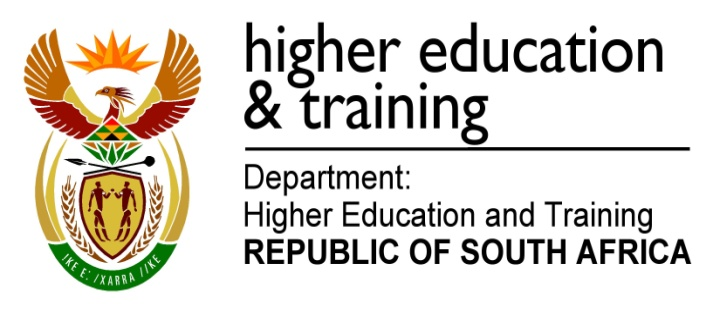 higher education
& training
Department:
Higher Education and Training
REPUBLIC OF SOUTH AFRICA
!KE E: /XARRA //KE